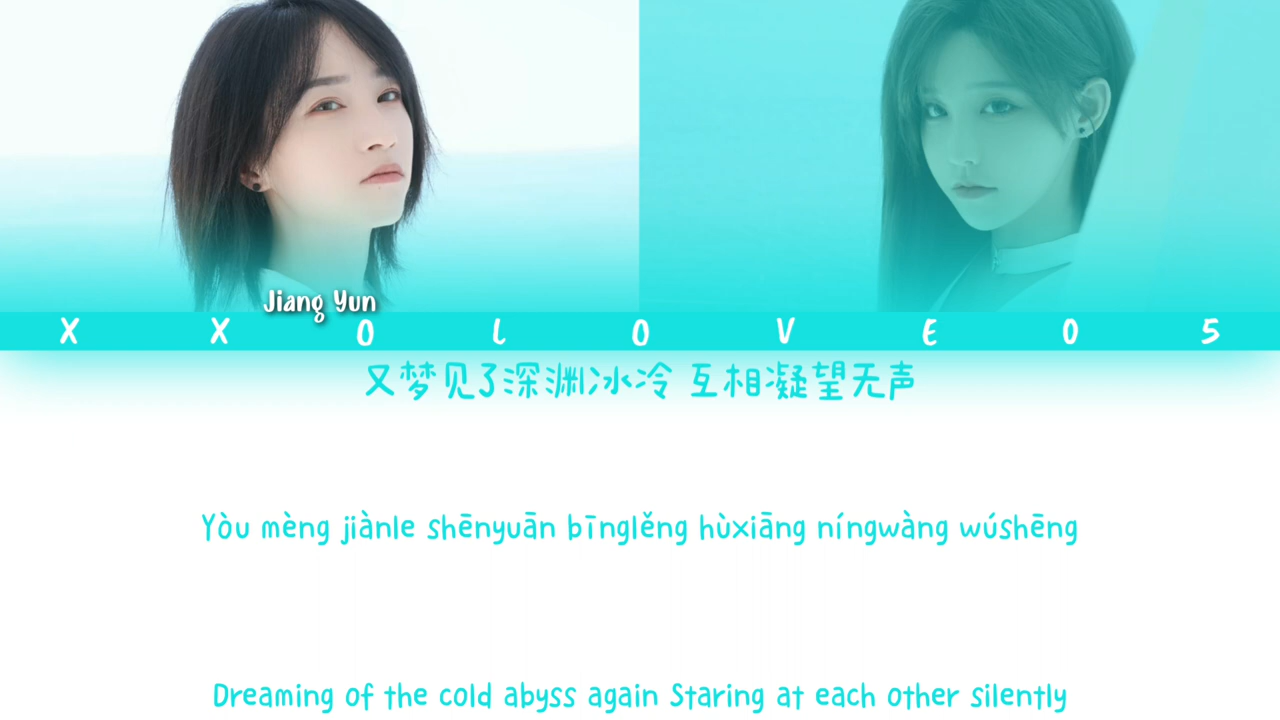 Jiang Yun
X X O L O V E 0 5
又梦见了深渊冰冷 互相凝望无声
Yòu mèng jiànle shēnyuān bīnglěng hùxiāng níngwàng wúshēng
Dreaming of the cold abyss again Staring at each other silently